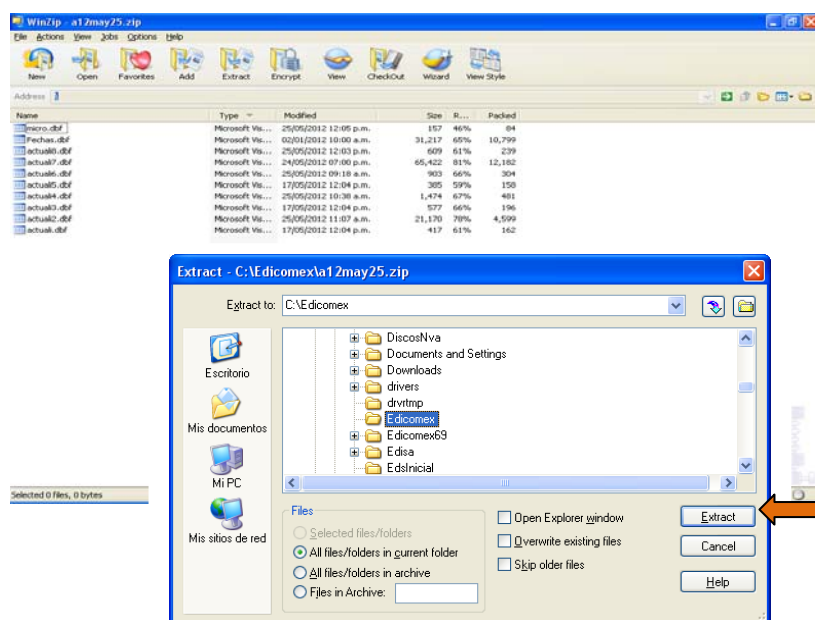 WinZip - a12may25.zip
File Actions View Jobs Options Help
New Open Favorites Add Extract Encrypt View CheckOut Wizard View Style
Address
Name Type Modified Size R... Packed
micro.dbf Microsoft Vis... 25/05/2012 12:05 p.m. 157 46% 84
Fechas.dbf Microsoft Vis... 02/01/2012 10:00 a.m. 31,217 65% 10,799
actuali8.dbf Microsoft Vis... 25/05/2012 12:03 p.m. 609 61% 239
actuali7.dbf Microsoft Vis... 24/05/2012 07:00 p.m. 65,422 81% 12,182
actuali6.dbf Microsoft Vis... 25/05/2012 09:18 a.m. 903 66% 304
actuali5.dbf Microsoft Vis... 17/05/2012 12:04 p.m. 385 59% 158
actuali4.dbf Microsoft Vis... 25/05/2012 10:38 a.m. 1,474 67% 481
actuali3.dbf Microsoft Vis... 17/05/2012 12:04 p.m. 577 66% 196
actuali2.dbf Microsoft Vis... 25/05/2012 11:07 a.m. 21,170 78% 4,599
actuali.dbf Microsoft Vis... 17/05/2012 12:04 p.m. 417 61% 162
Extract - C:\Edicomex\a12may25.zip
Extract to: C:\Edicomex
DiscosNva
Documents and Settings
Downloads
drivers
drvrtmp
Edicomex
Edicomex69
Edisa
EdsInicial
Escritorio
Mis documentos
Mi PC
Mis sitios de red
Selected 0 files, 0 bytes
Files
Selected files/folders
All files/folders in current folder
All files/folders in archive
Files in Archive:
Open Explorer window
Overwrite existing files
Skip older files
Extract
Cancel
Help